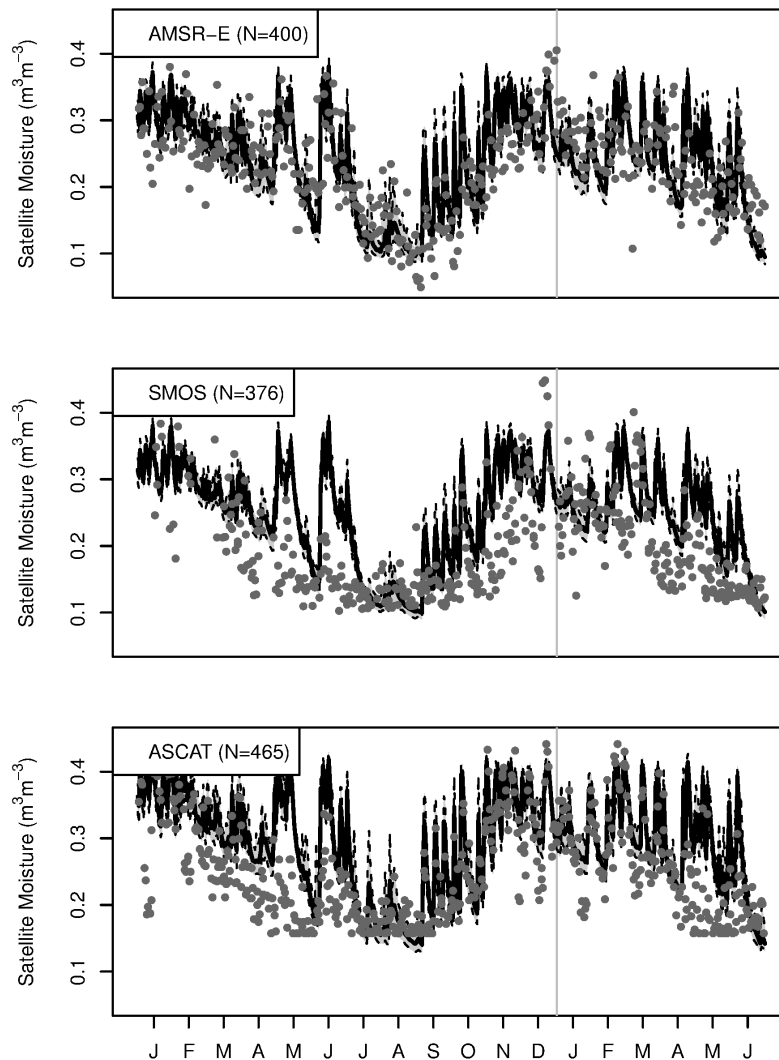 AMSR−E (N=400)
Satellite Moisture (m³m⁻³)
0.4
0.3
0.2
0.1
SMOS (N=376)
Satellite Moisture (m³m⁻³)
0.4
0.3
0.2
0.1
ASCAT (N=465)
Satellite Moisture (m³m⁻³)
0.4
0.3
0.2
0.1
J F M A M J J A S O N D J F M A M J